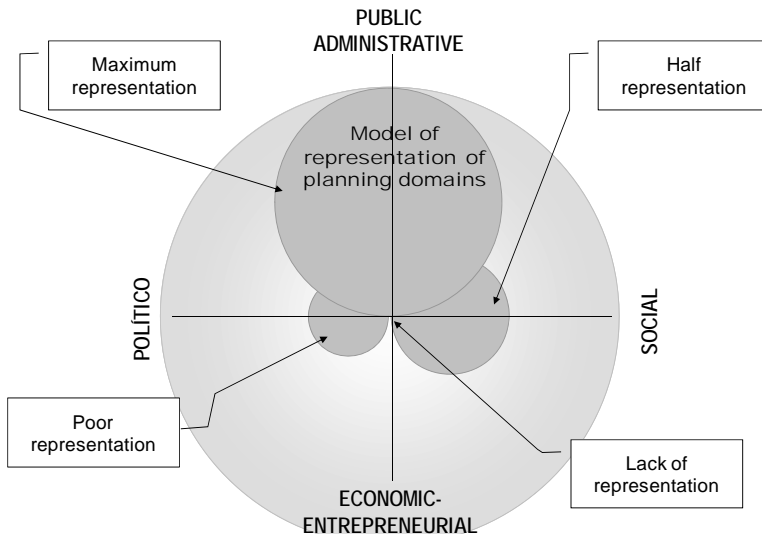 PUBLIC
ADMINISTRATIVE
Maximum
representation
Half
representation
Model of
representation of
planning domains
POLÍTICO
SOCIAL
Poor
representation
Lack of
representation
ECONOMIC-
ENTREPRENEURIAL